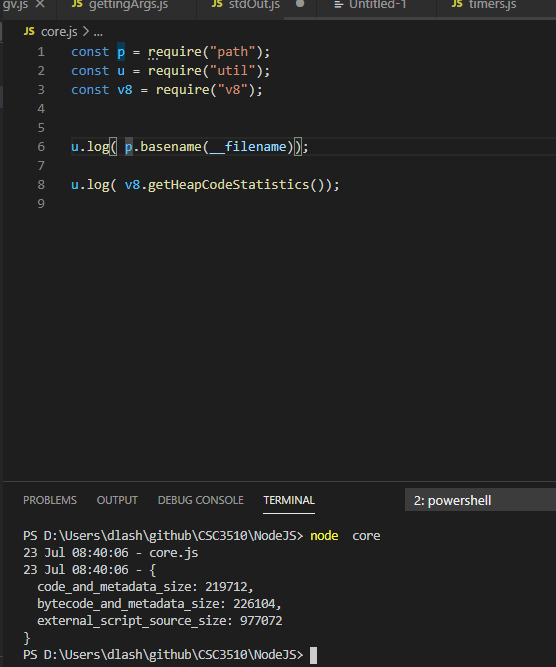 gv.js × JS gettingArgs.js JS stdOut.js ● Untitled-1 JS timers.js
JS core.js > ...
1 const p = require("path");
2 const u = require("util");
3 const v8 = require("v8");
4
5
6 u.log( p.basename(__filename));
7
8 u.log( v8.getHeapCodeStatistics());
9
PROBLEMS OUTPUT DEBUG CONSOLE TERMINAL 2: powershell
PS D:\Users\dlash\github\CSC3510\NodeJS> node  core
23 Jul 08:40:06 - core.js
23 Jul 08:40:06 - {
  code_and_metadata_size: 219712,
  bytecode_and_metadata_size: 226104,
  external_script_source_size: 977072
}
PS D:\Users\dlash\github\CSC3510\NodeJS>